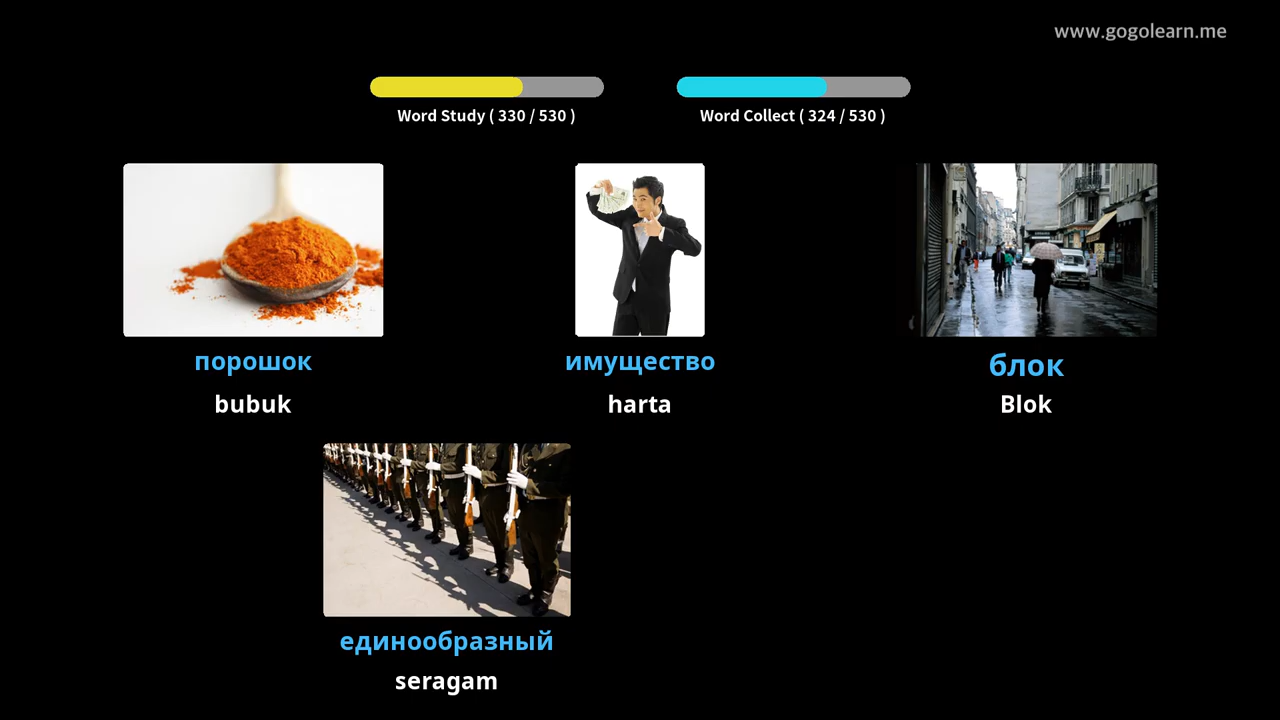 www.gogolearn.me
Word Study ( 330 / 530 )
Word Collect ( 324 / 530 )
порошок
bubuk
имущество
harta
блок
Blok
единообразный
seragam